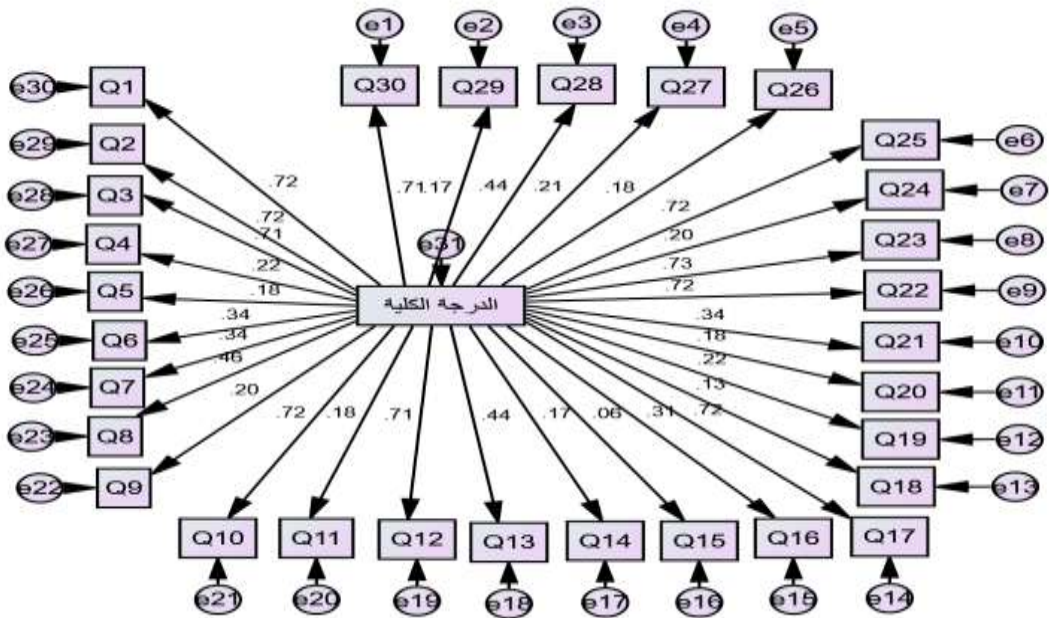 e1 e2 e3 e4 e5
e30 Q1 Q30 Q29 Q28 Q27 Q26
e29 Q2 Q25 e6
e28 Q3 .72 .71 .17 .44 .21 .18 .72 Q24 e7
.72
e27 Q4 .71 e31 .20 Q23 e8
.22 .73
e26 Q5 .18 الدرجة الكلية .72 Q22 e9
e25 Q6 .34 .34 Q21 e10
.34 .18
e24 Q7 .46 .22 Q20 e11
.20 .13
e23 Q8 .72 .18 .71 .44 .17 .06 .31 .72 Q19 e12
e22 Q9 Q18 e13
Q10 Q11 Q12 Q13 Q14 Q15 Q16 Q17
e21 e20 e19 e18 e17 e16 e15 e14